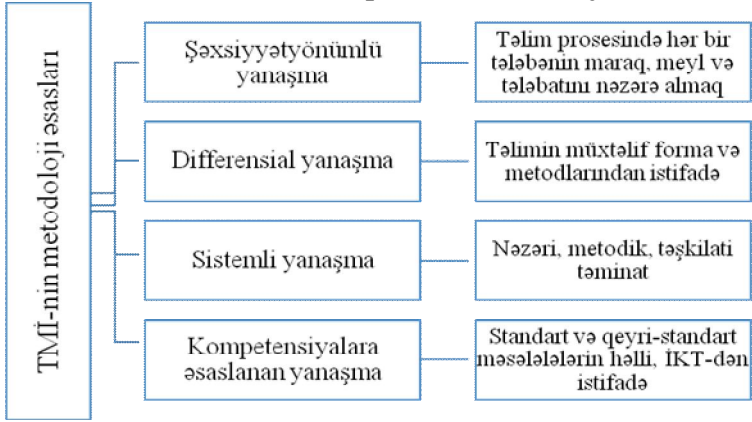 TMİ-nin metodoloji əsasları
Şəxsiyyətyönümlü
yanaşma
Təlim prosesində hər bir
tələbənin maraq, meyl və
tələbatını nəzərə almaq
Differensial yanaşma
Təlimin müxtəlif forma və
metodlarından istifadə
Sistemli yanaşma
Nəzəri, metodik, təşkilati
təminat
Kompetensiyalara
əsaslanan yanaşma
Standart və qeyri-standart
məsələlələrin həlli, İKT-dən
istifadə